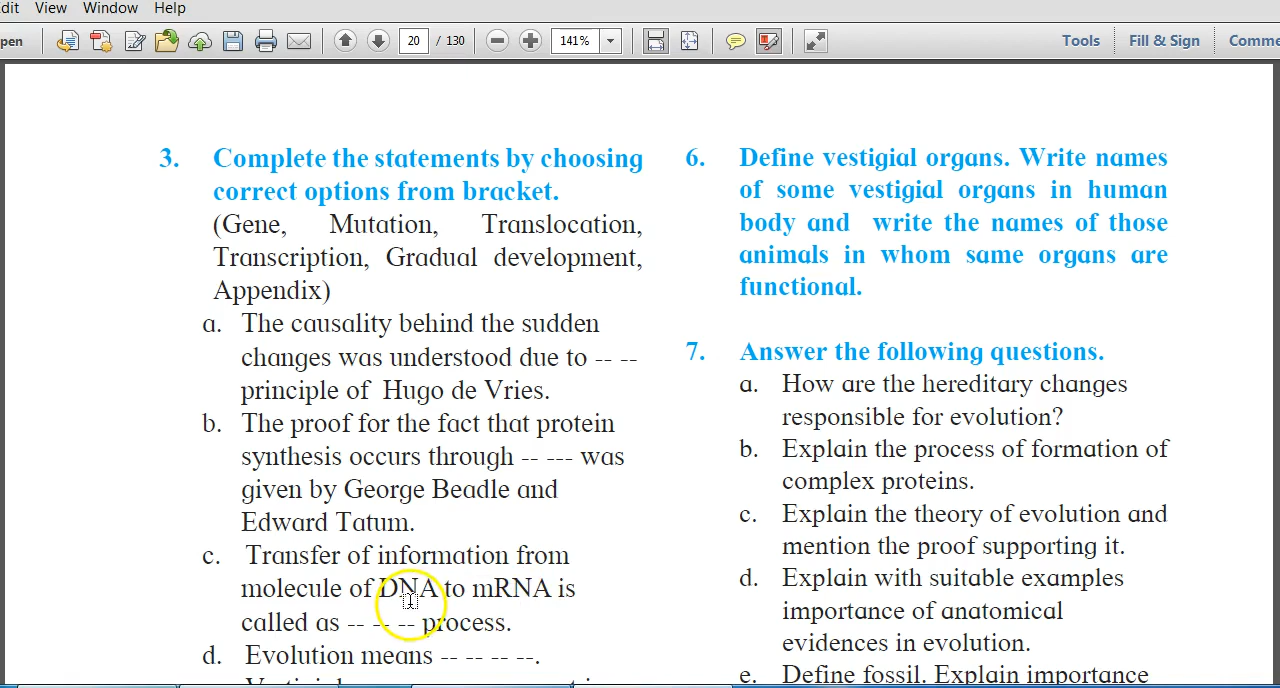 dit View Window Help
pen 20 / 130 141% Tools Fill & Sign Comme
3. Complete the statements by choosing
correct options from bracket.
(Gene, Mutation, Translocation,
Transcription, Gradual development,
Appendix)
a. The causality behind the sudden
changes was understood due to -- --
principle of Hugo de Vries.
b. The proof for the fact that protein
synthesis occurs through -- --- was
given by George Beadle and
Edward Tatum.
c. Transfer of information from
molecule of DNA to mRNA is
called as -- -- -- process.
d. Evolution means -- -- -- --.
6. Define vestigial organs. Write names
of some vestigial organs in human
body and write the names of those
animals in whom same organs are
functional.
7. Answer the following questions.
a. How are the hereditary changes
responsible for evolution?
b. Explain the process of formation of
complex proteins.
c. Explain the theory of evolution and
mention the proof supporting it.
d. Explain with suitable examples
importance of anatomical
evidences in evolution.
e. Define fossil. Explain importance